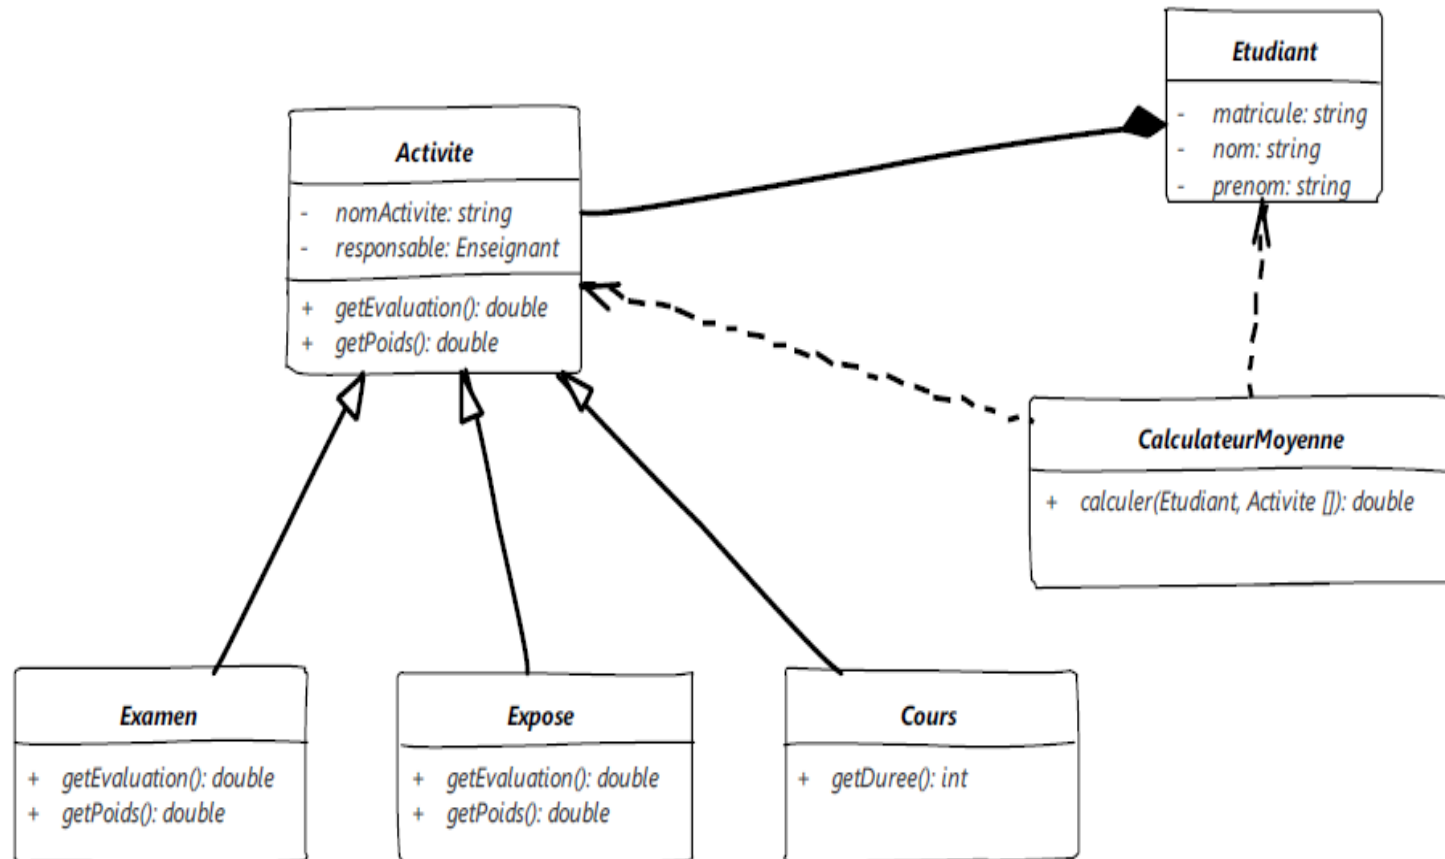 Etudiant
- matricule: string
- nom: string
- prenom: string
Activite
- nomActivite: string
- responsable: Enseignant
+ getEvaluation(): double
+ getPoids(): double
CalculateurMoyenne
+ calculer(Etudiant, Activite []): double
Examen
+ getEvaluation(): double
+ getPoids(): double
Expose
+ getEvaluation(): double
+ getPoids(): double
Cours
+ getDuree(): int